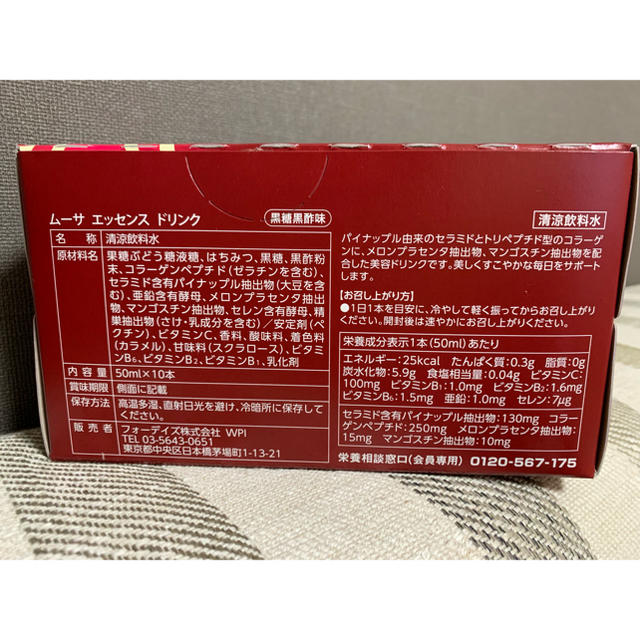 ムーサ エッセンス ドリンク
黒糖黒酢味
名 称 清涼飲料水
原材料名 果糖ぶどう糖液糖、はちみつ、黒糖、黒酢粉
末、コラーゲンペプチド(ゼラチンを含む)、
セラミド含有パイナップル抽出物(大豆を含
む)、亜鉛含有酵母、メロンプラセンタ抽出
物、マンゴスチン抽出物、セレン含有酵母、精
巣抽出物(さけ・乳成分を含む)/安定剤(ペ
クチン)、ビタミンC、香料、酸味料、着色料
(カラメル)、甘味料(スクラロース)、ビタミ
ンB₆、ビタミンB₂、ビタミンB₁、乳化剤
内容量 50ml×10本
賞味期限 側面に記載
保存方法 高温多湿、直射日光を避け、冷暗所に保存して
ください。
販売者 フォーデイズ株式会社 WPI
TEL 03-5643-0651
東京都中央区日本橋茅場町1-13-21
清涼飲料水
パイナップル由来のセラミドとトリペプチド型のコラーゲ
ンに、メロンプラセンタ抽出物、マンゴスチン抽出物を配
合した美容ドリンクです。美しくすこやかな毎日をサポート
します。
【お召し上がり方】
●1日1本を目安に、冷やして軽く振ってからお召し上がり
ください。開封後は速やかにお召し上がりください。
栄養成分表示1本(50ml)あたり
エネルギー:25kcal たんぱく質:0.3g 脂質:0g
炭水化物:5.9g 食塩相当量:0.04g ビタミンC:
100mg ビタミンB₁:1.0mg ビタミンB₂:1.6mg
ビタミンB₆:1.5mg 亜鉛:1.0mg セレン:7μg
セラミド含有パイナップル抽出物:130mg コラー
ゲンペプチド:250mg メロンプラセンタ抽出物:
15mg マンゴスチン抽出物:10mg
栄養相談窓口(会員専用) 0120-567-175